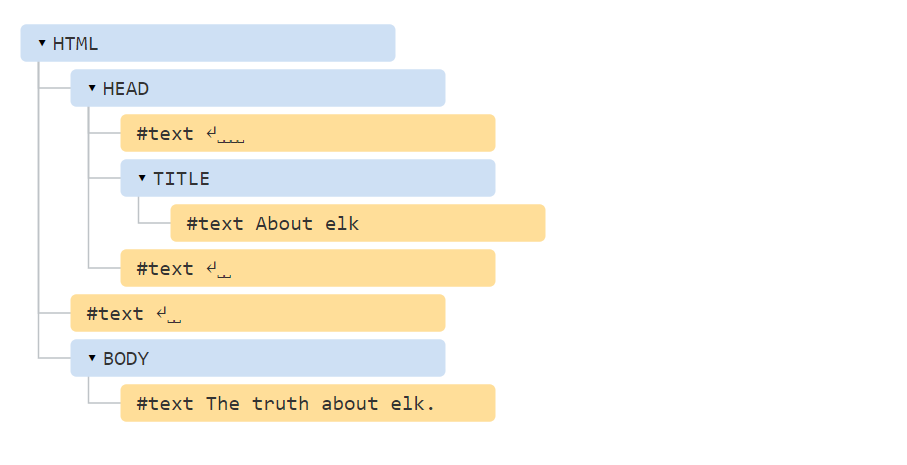 ▾ HTML
▾ HEAD
#text ↵␣␣␣␣
▾ TITLE
#text About elk
#text ↵␣␣
#text ↵␣␣
▾ BODY
#text The truth about elk.